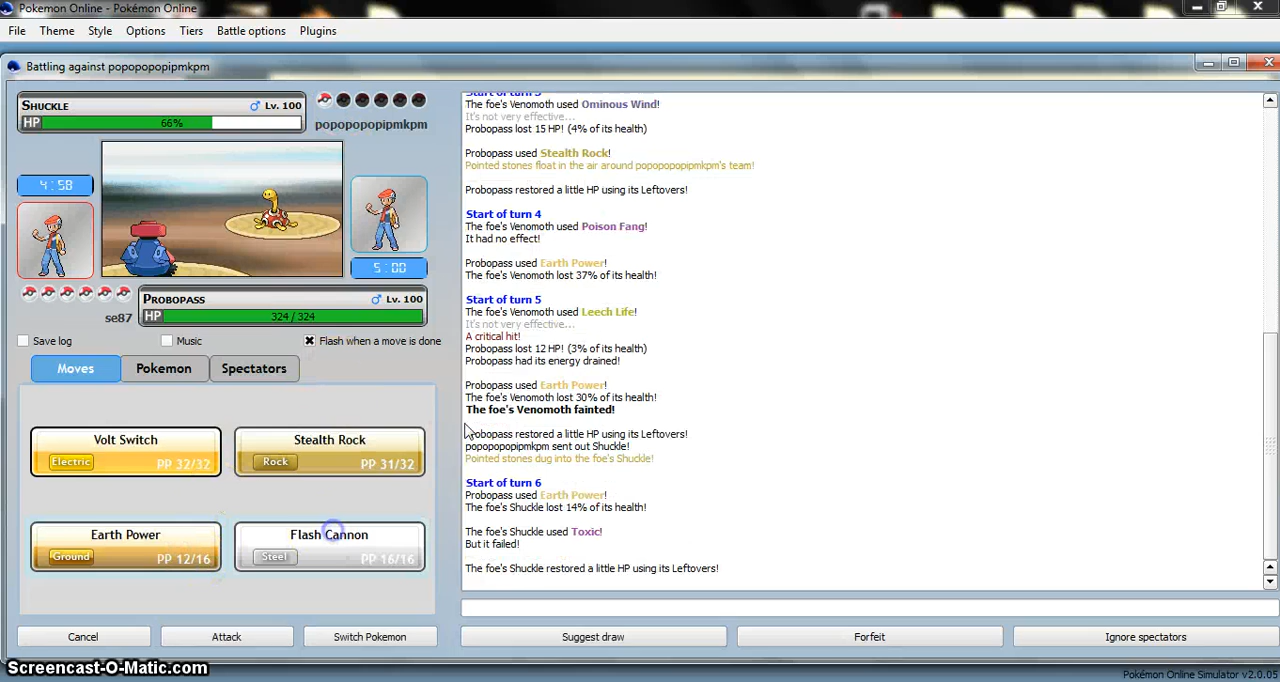 Pokemon Online - Pokémon Online
File Theme Style Options Tiers Battle options Plugins
Battling against popopopopipmkpm
SHUCKLE ♂ Lv. 100
HP 66%
popopopopipmkpm
4:58
5:00
PROBOPASS ♂ Lv. 100
HP 324 / 324
se87
Save log Music Flash when a move is done
Moves Pokemon Spectators
Volt Switch
Electric PP 32/32
Stealth Rock
Rock PP 31/32
Earth Power
Ground PP 12/16
Flash Cannon
Steel PP 16/16
Cancel Attack Switch Pokemon
Start of turn 3
The foe's Venomoth used Ominous Wind!
It's not very effective...
Probopass lost 15 HP! (4% of its health)
Probopass used Stealth Rock!
Pointed stones float in the air around popopopopipmkpm's team!
Probopass restored a little HP using its Leftovers!
Start of turn 4
The foe's Venomoth used Poison Fang!
It had no effect!
Probopass used Earth Power!
The foe's Venomoth lost 37% of its health!
Start of turn 5
The foe's Venomoth used Leech Life!
It's not very effective...
A critical hit!
Probopass lost 12 HP! (3% of its health)
Probopass had its energy drained!
Probopass used Earth Power!
The foe's Venomoth lost 30% of its health!
The foe's Venomoth fainted!
Probopass restored a little HP using its Leftovers!
popopopopipmkpm sent out Shuckle!
Pointed stones dug into the foe's Shuckle!
Start of turn 6
Probopass used Earth Power!
The foe's Shuckle lost 14% of its health!
The foe's Shuckle used Toxic!
But it failed!
The foe's Shuckle restored a little HP using its Leftovers!
Suggest draw Forfeit Ignore spectators
Screencast-O-Matic.com
Pokémon Online Simulator v2.0.05